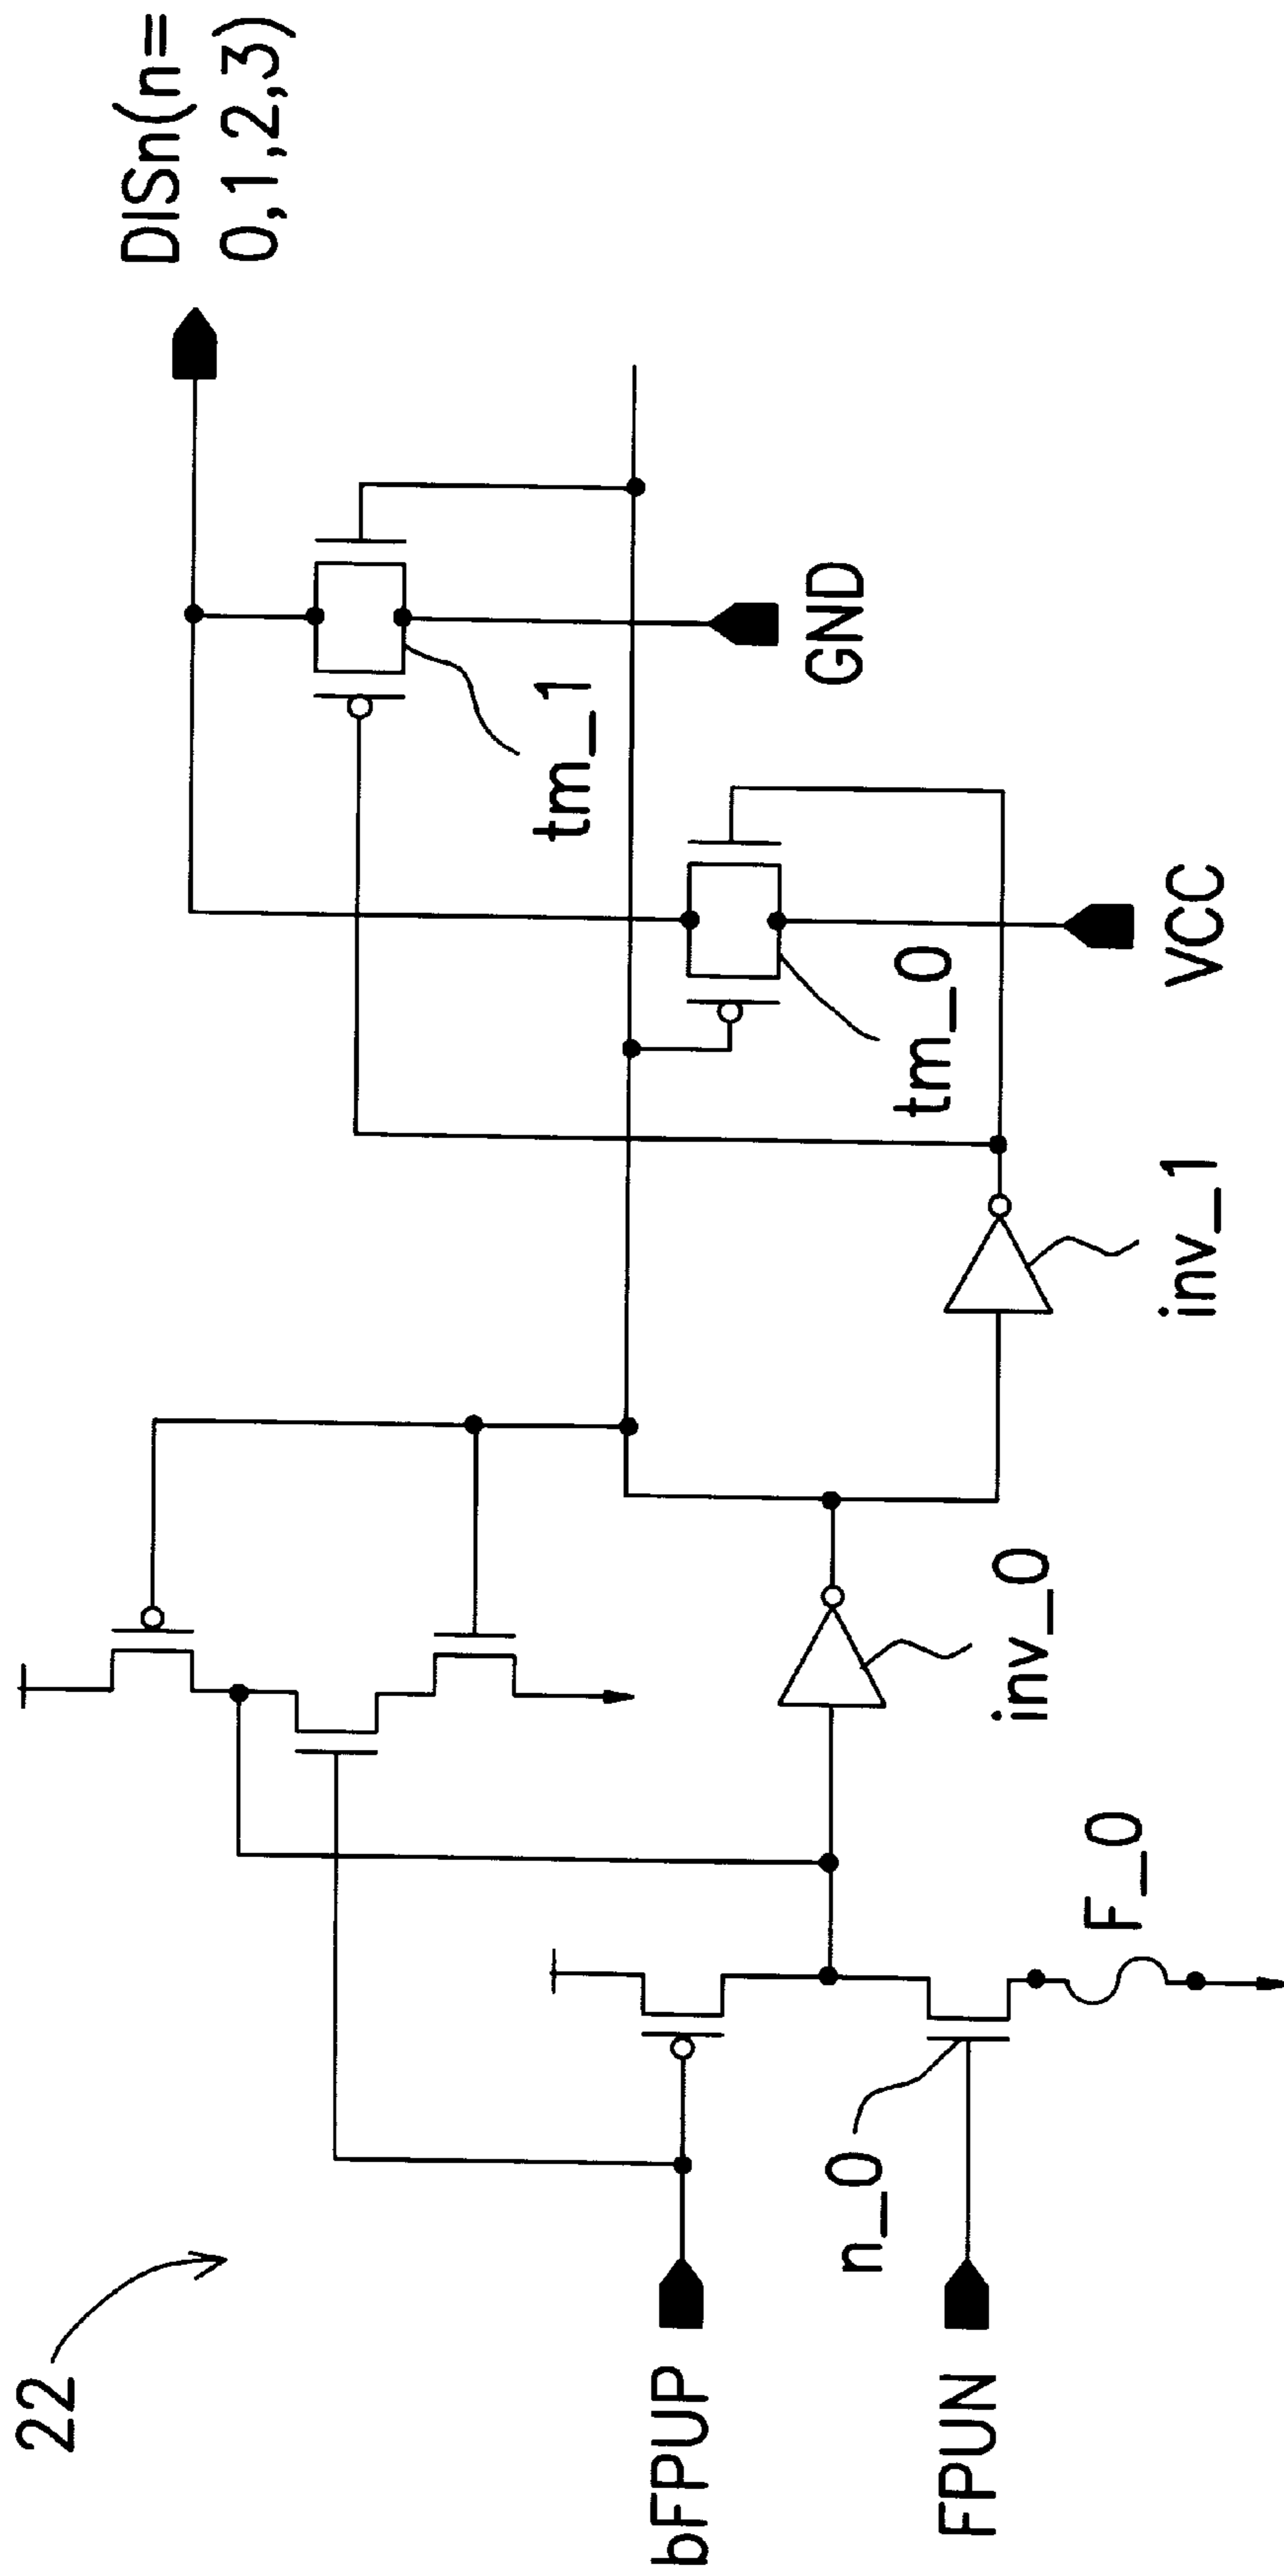 22
DISn(n=
0,1,2,3)
tm_1
GND
tm_0
VCC
bFPUP
inv_0
inv_1
FPUN
n_0
F_0